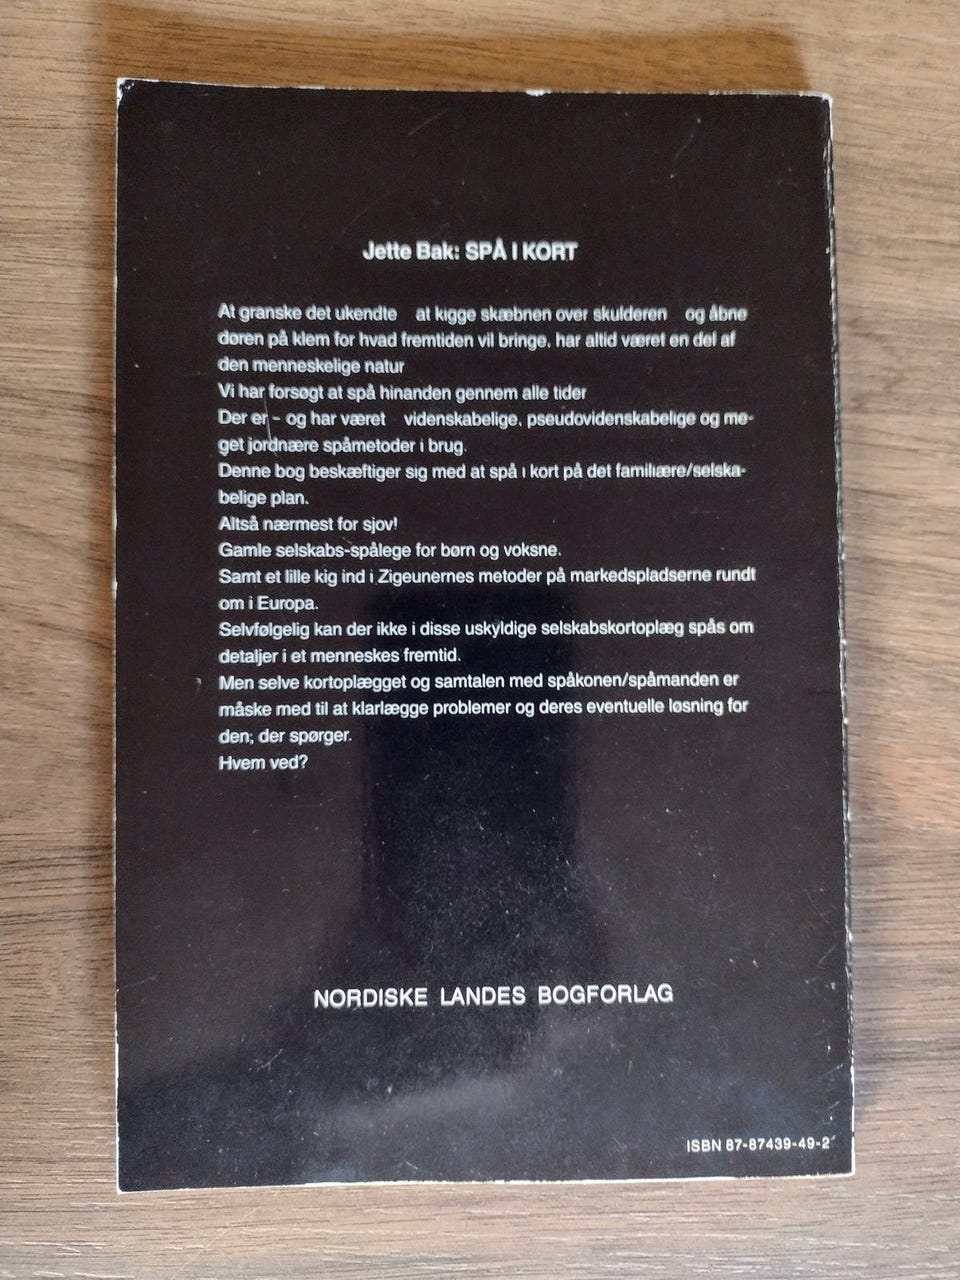 Jette Bak: SPÅ I KORT
At granske det ukendte at kigge skæbnen over skulderen og åbne
døren på klem for hvad fremtiden vil bringe, har altid været en del af
den menneskelige natur
Vi har forsøgt at spå hinanden gennem alle tider
Der er – og har været videnskabelige, pseudovidenskabelige og me-
get jordnære spåmetoder i brug.
Denne bog beskæftiger sig med at spå i kort på det familiære/selska-
belige plan.
Altså nærmest for sjov!
Gamle selskabs-spålege for børn og voksne.
Samt et lille kig ind i Zigeunernes metoder på markedspladserne rundt
om i Europa.
Selvfølgelig kan der ikke i disse uskyldige selskabskortoplæg spås om
detaljer i et menneskes fremtid.
Men selve kortoplægget og samtalen med spåkonen/spåmanden er
måske med til at klarlægge problemer og deres eventuelle løsning for
den; der spørger.
Hvem ved?
NORDISKE LANDES BOGFORLAG
ISBN 87-87439-49-2